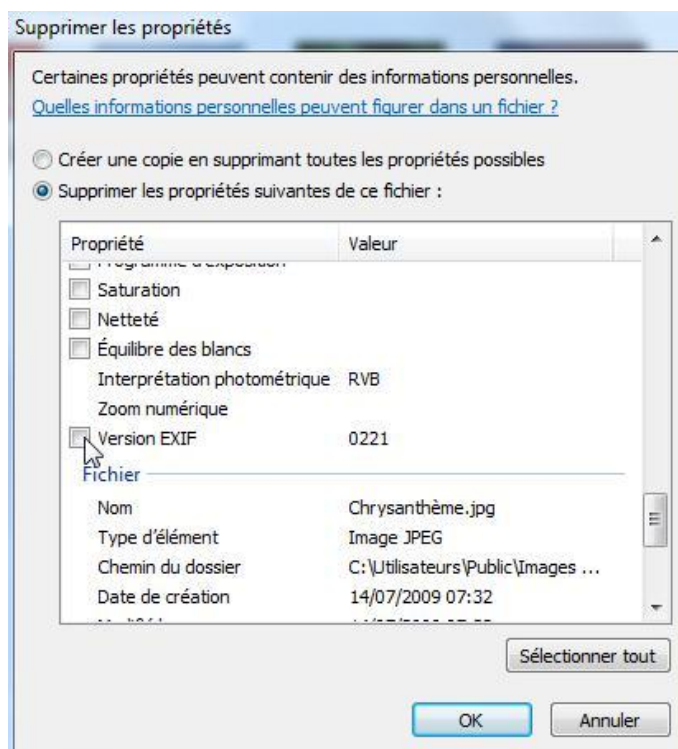 Supprimer les propriétés
Certaines propriétés peuvent contenir des informations personnelles.
Quelles informations personnelles peuvent figurer dans un fichier ?
Créer une copie en supprimant toutes les propriétés possibles
Supprimer les propriétés suivantes de ce fichier :
Propriété Valeur
Programme d'exposition
Saturation
Netteté
Équilibre des blancs
Interprétation photométrique RVB
Zoom numérique
Version EXIF 0221
Fichier
Nom Chrysanthème.jpg
Type d'élément Image JPEG
Chemin du dossier C:\Utilisateurs\Public\Images ...
Date de création 14/07/2009 07:32
Sélectionner tout
OK Annuler